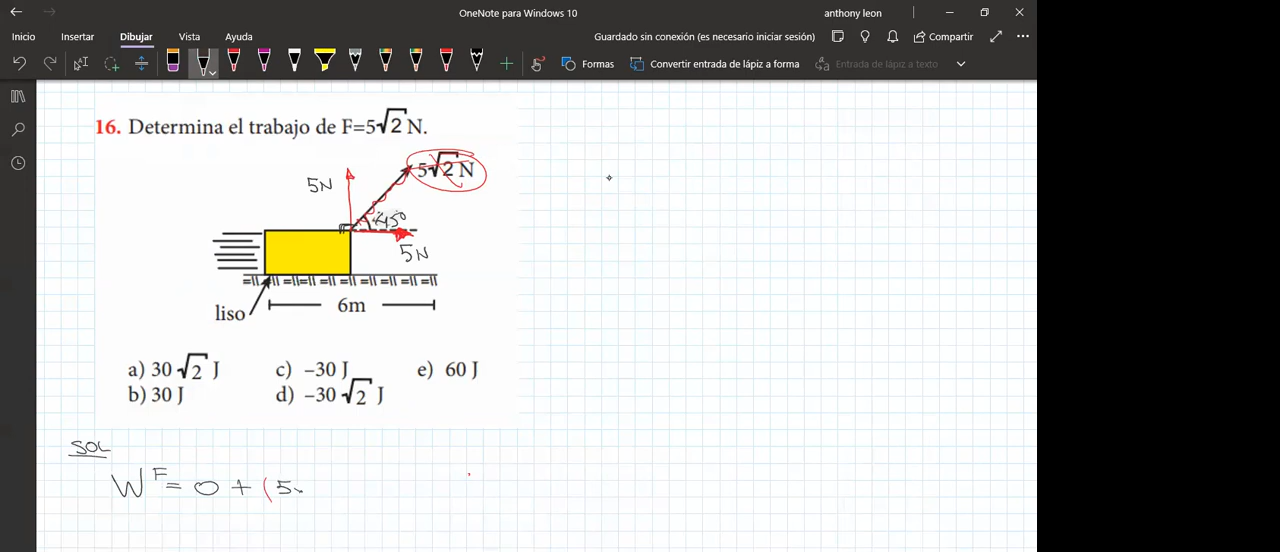 OneNote para Windows 10
anthony leon
Inicio Insertar Dibujar Vista Ayuda
Guardado sin conexión (es necesario iniciar sesión)
Compartir
Formas
Convertir entrada de lápiz a forma
Entrada de lápiz a texto
16. Determina el trabajo de F=5√2 N.
5√2 N
5N
45°
5N
liso
6m
a) 30√2 J c) –30 J e) 60 J
b) 30 J d) –30√2 J
SOL
W^F = 0 + (5